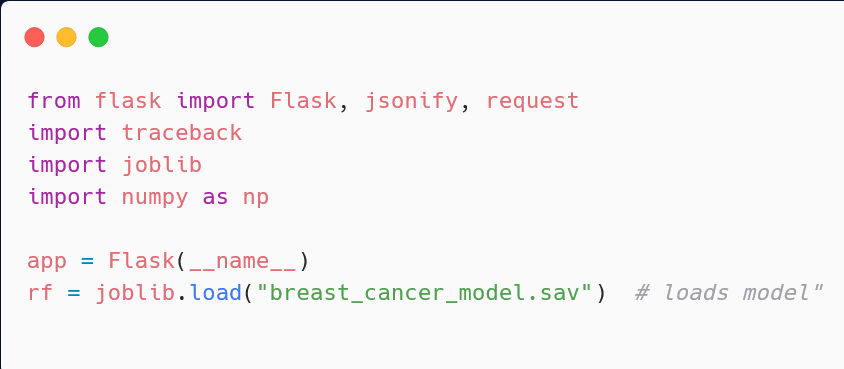 from flask import Flask, jsonify, request
import traceback
import joblib
import numpy as np
app = Flask(__name__)
rf = joblib.load("breast_cancer_model.sav")  # loads model"